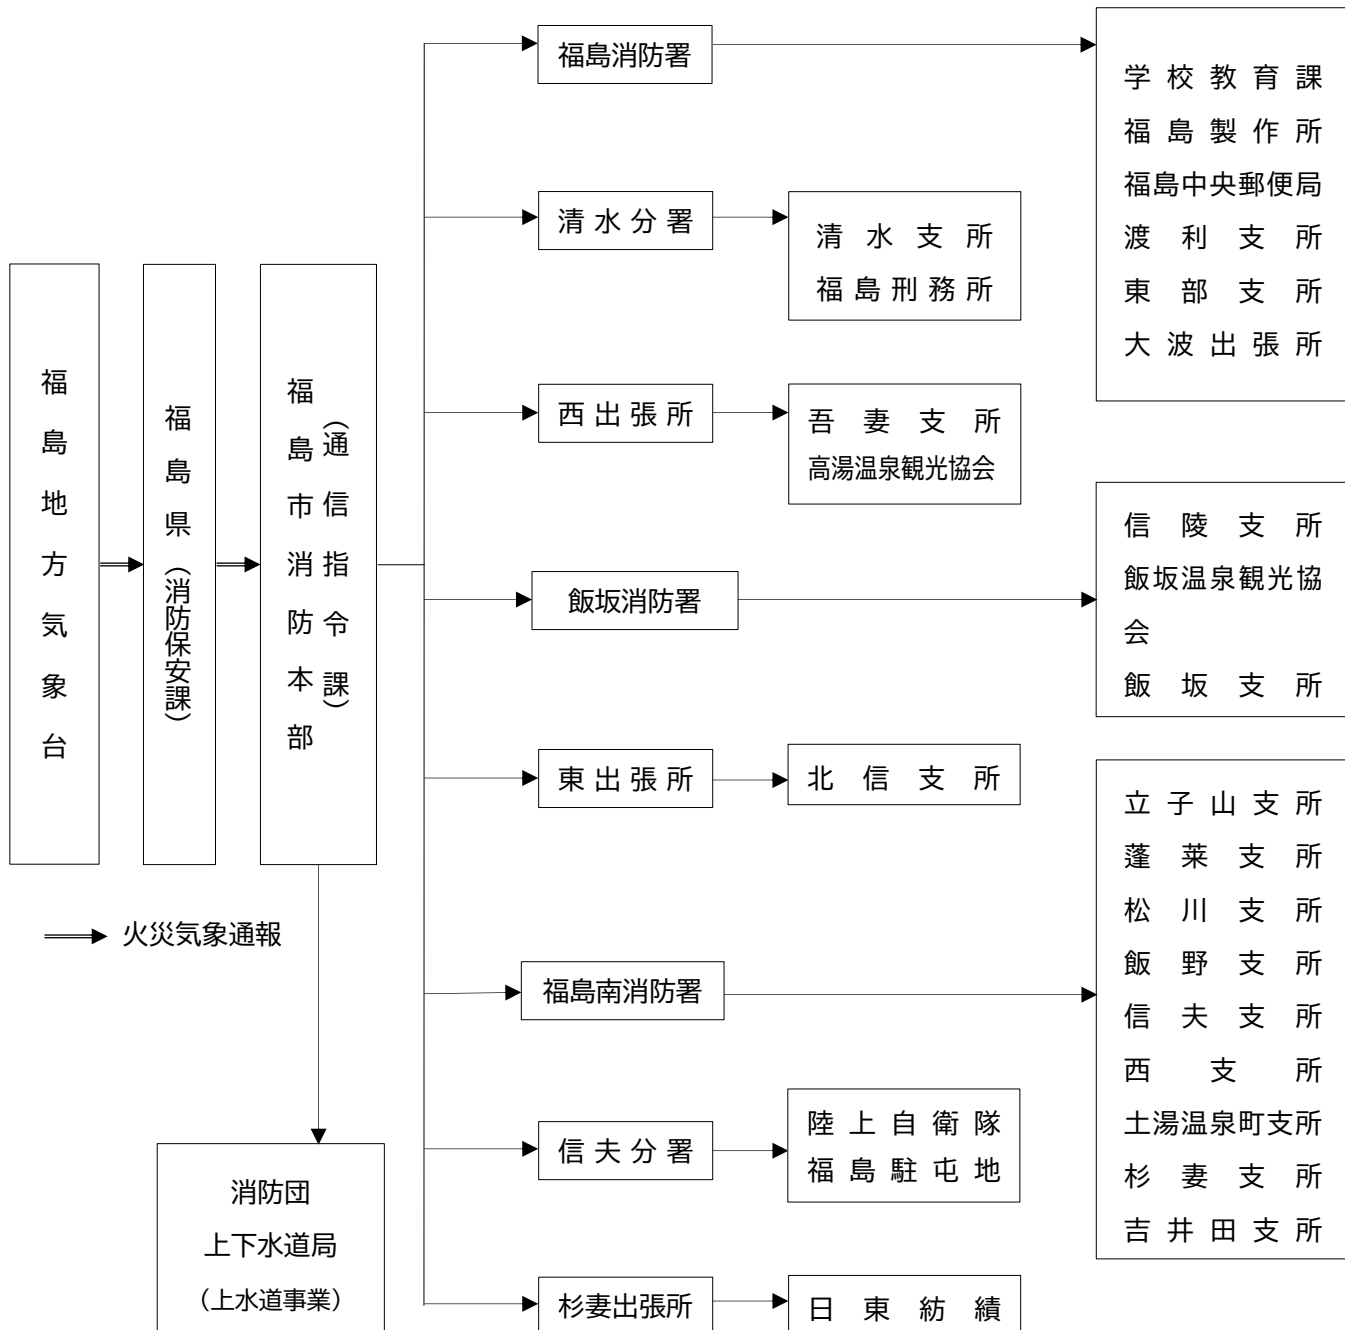 福島地方気象台
福島県（消防保安課）
福島市消防本部
（通信指令課）
火災気象通報
消防団
上下水道局
（上水道事業）
福島消防署
学校教育課
福島製作所
福島中央郵便局
渡利支所
東部支所
大波出張所
清水分署
清水支所
福島刑務所
西出張所
吾妻支所
高湯温泉観光協会
飯坂消防署
信陵支所
飯坂温泉観光協
会
飯坂支所
東出張所
北信支所
福島南消防署
立子山支所
蓬莱支所
松川支所
飯野支所
信夫支所
西支所
土湯温泉町支所
杉妻支所
吉井田支所
信夫分署
陸上自衛隊
福島駐屯地
杉妻出張所
日東紡績